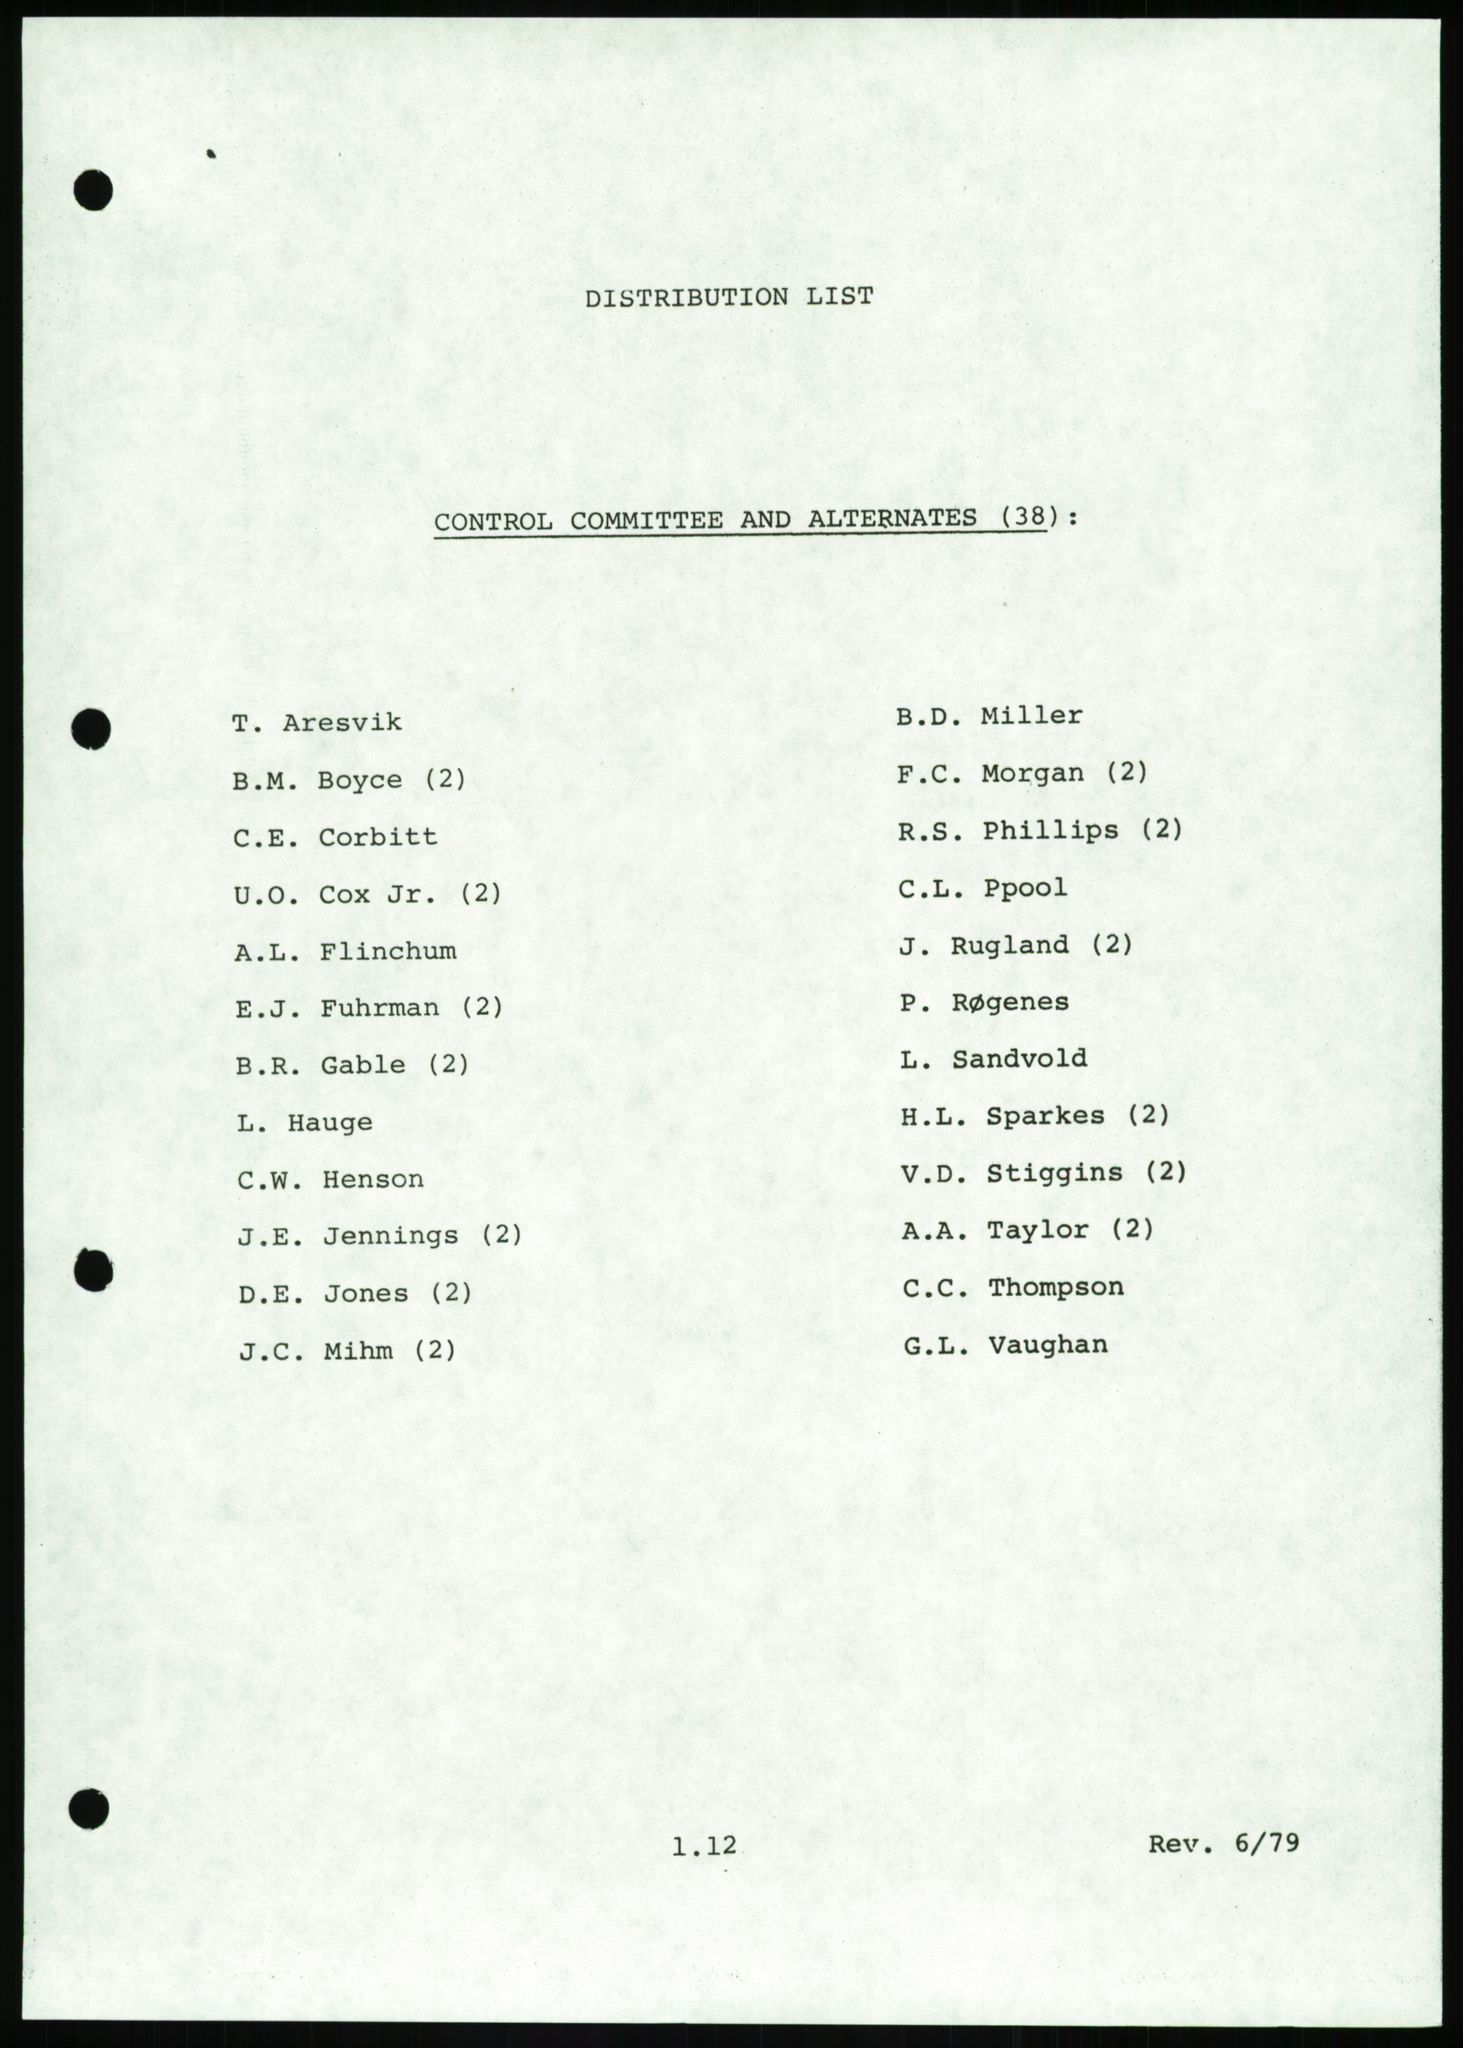 DISTRIBUTION LIST
CONTROL COMMITTEE AND ALTERNATES (38):
T. Aresvik
B.M. Boyce (2)
C.E. Corbitt
U.O. Cox Jr. (2)
A.L. Flinchum
E.J. Fuhrman (2)
B.R. Gable (2)
L. Hauge
C.W. Henson
J.E. Jennings (2)
D.E. Jones (2)
J.C. Mihm (2)
B.D. Miller
F.C. Morgan (2)
R.S. Phillips (2)
C.L. Ppool
J. Rugland (2)
P. Røgenes
L. Sandvold
H.L. Sparkes (2)
V.D. Stiggins (2)
A.A. Taylor (2)
C.C. Thompson
G.L. Vaughan
1.12
Rev. 6/79